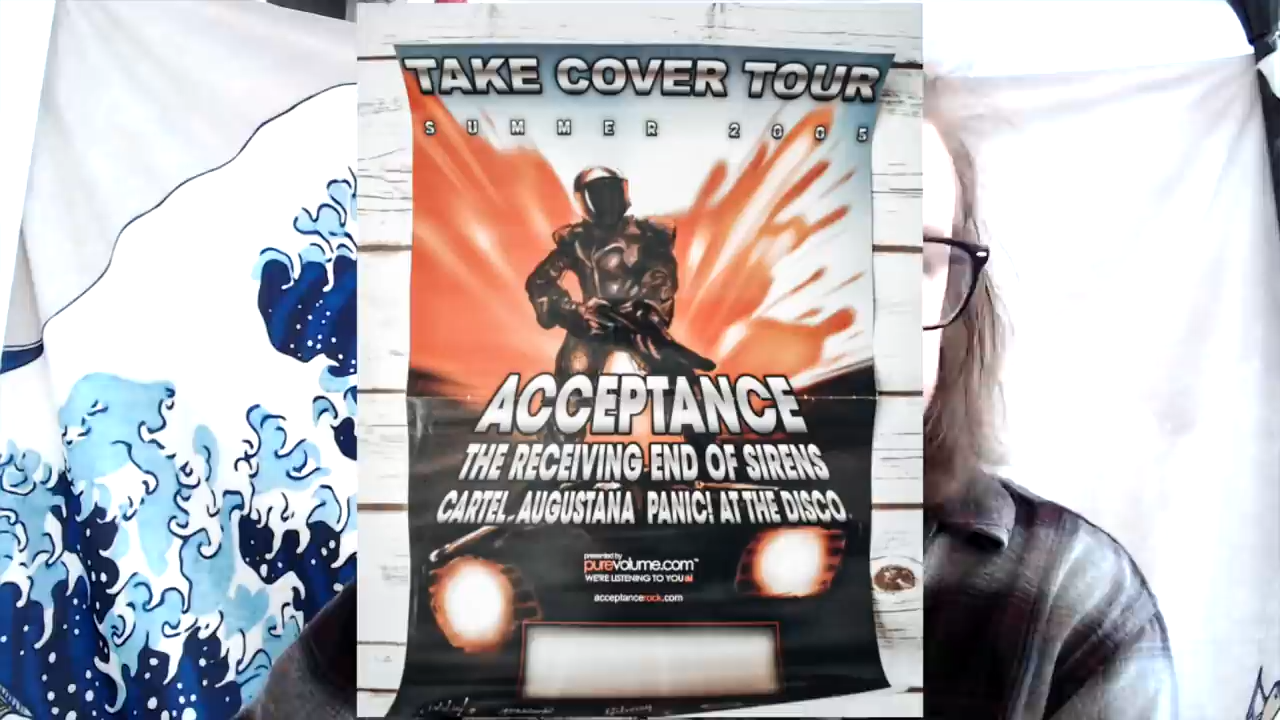 TAKE COVER TOUR
SUMMER 2005
ACCEPTANCE
THE RECEIVING END OF SIRENS
CARTEL. AUGUSTANA PANIC! AT THE DISCO
presented by
purevolume.com™
WE'RE LISTENING TO YOU
acceptancerock.com